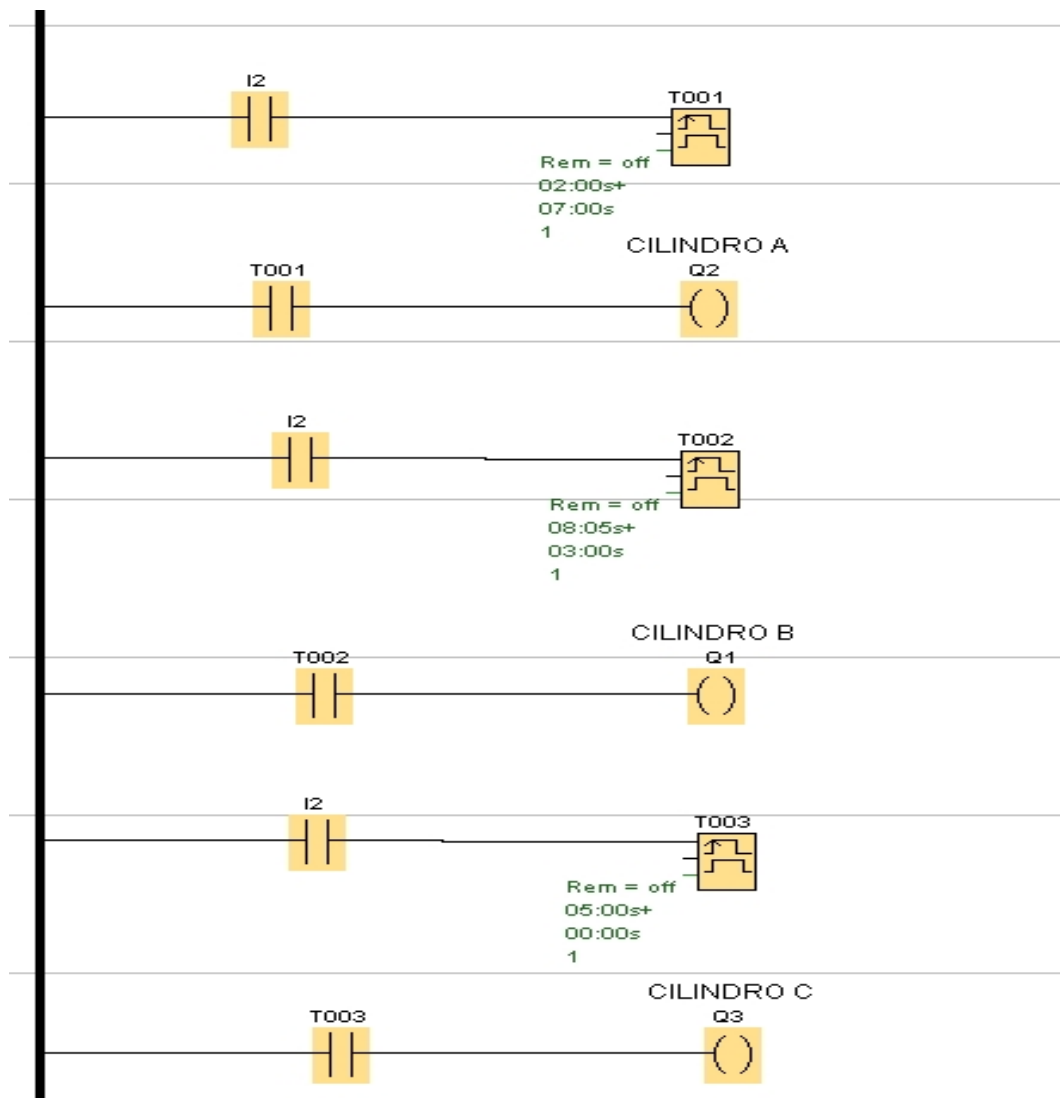 I2
T001
Rem = off
02:00s+
07:00s
1
CILINDRO A
T001
Q2
I2
T002
Rem = off
08:05s+
03:00s
1
CILINDRO B
T002
Q1
I2
T003
Rem = off
05:00s+
00:00s
1
CILINDRO C
T003
Q3